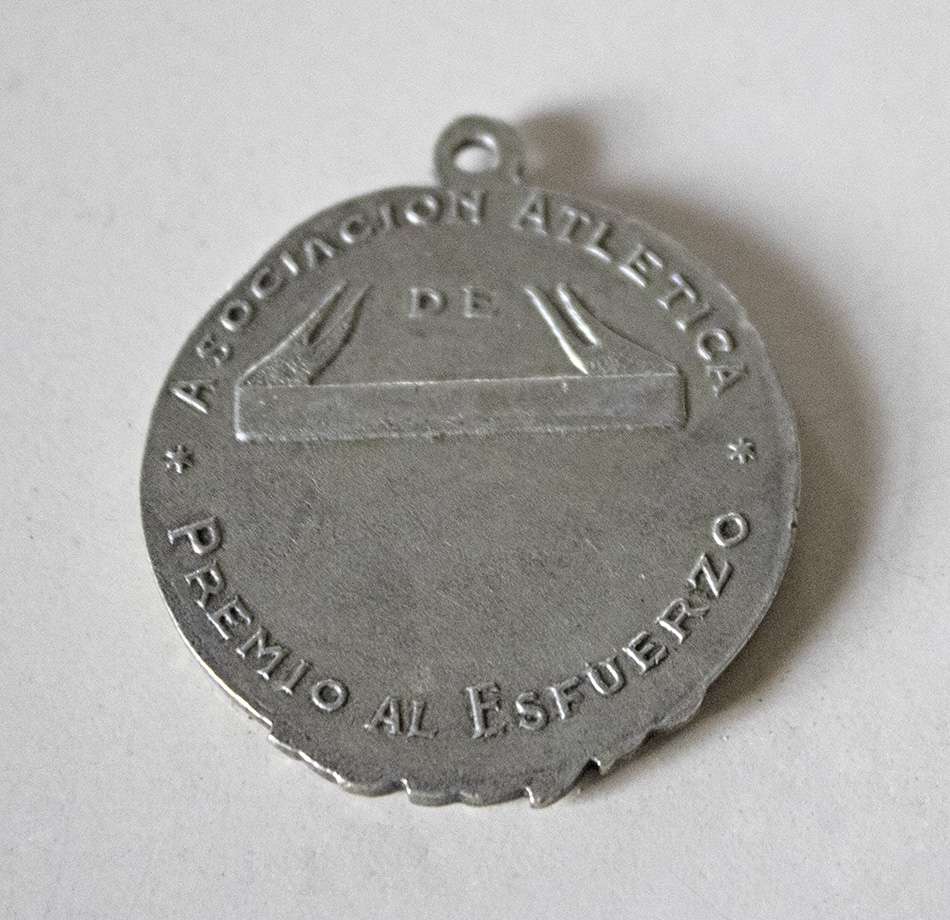 ASOCIACION ATLETICA
DE
* PREMIO AL ESFUERZO *